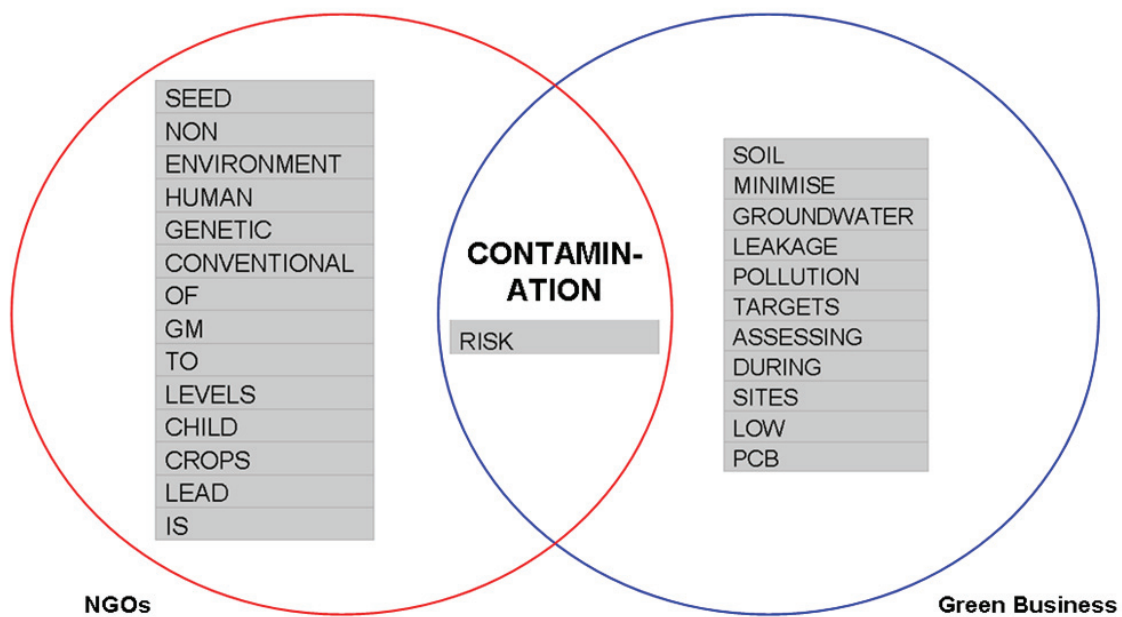 SEED
NON
ENVIRONMENT
HUMAN
GENETIC
CONVENTIONAL
OF
GM
TO
LEVELS
CHILD
CROPS
LEAD
IS
CONTAMIN-
ATION
RISK
SOIL
MINIMISE
GROUNDWATER
LEAKAGE
POLLUTION
TARGETS
ASSESSING
DURING
SITES
LOW
PCB
NGOs
Green Business